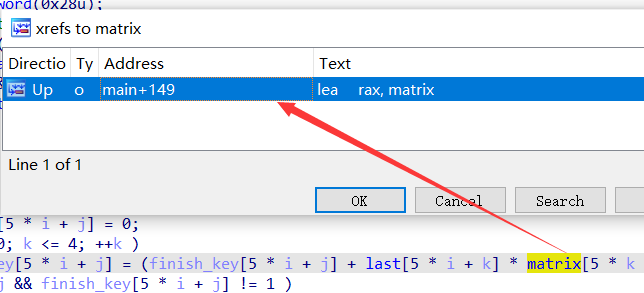 word(0x28u);
xrefs to matrix
Directio Ty Address Text
Up o main+149 lea rax, matrix
Line 1 of 1
OK Cancel Search
[5 * i + j] = 0;
0; k <= 4; ++k )
ey[5 * i + j] = (finish_key[5 * i + j] + last[5 * i + k] * matrix[5 * k
j && finish_key[5 * i + j] != 1 )